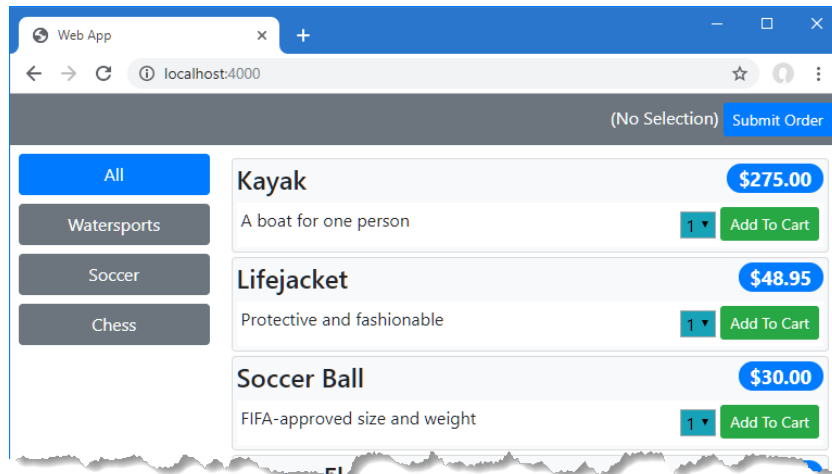 Web App
localhost:4000
(No Selection) Submit Order
All
Watersports
Soccer
Chess
Kayak $275.00
A boat for one person 1 Add To Cart
Lifejacket $48.95
Protective and fashionable 1 Add To Cart
Soccer Ball $30.00
FIFA-approved size and weight 1 Add To Cart